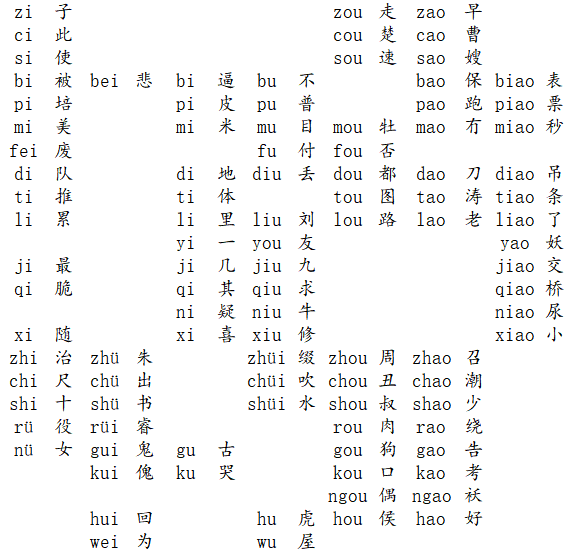 zi 子 zou 走 zao 早
ci 此 cou 楚 cao 曹
si 使 sou 速 sao 嫂
bi 被 bei 悲 bi 逼 bu 不 bao 保 biao 表
pi 培 pi 皮 pu 普 pao 跑 piao 票
mi 美 mi 米 mu 目 mou 牡 mao 冇 miao 秒
fei 废 fu 付 fou 否
di 队 di 地 diu 丢 dou 都 dao 刀 diao 吊
ti 推 ti 体 tou 图 tao 涛 tiao 条
li 累 li 里 liu 刘 lou 路 lao 老 liao 了
yi 一 you 友 yao 妖
ji 最 ji 几 jiu 九 jiao 交
qi 脆 qi 其 qiu 求 qiao 桥
ni 疑 niu 牛 niao 尿
xi 随 xi 喜 xiu 修 xiao 小
zhi 治 zhü 朱 zhüi 缀 zhou 周 zhao 召
chi 尺 chü 出 chüi 吹 chou 丑 chao 潮
shi 十 shü 书 shüi 水 shou 叔 shao 少
rü 役 rüi 睿 rou 肉 rao 绕
nü 女 gui 鬼 gu 古 gou 狗 gao 告
kui 傀 ku 哭 kou 口 kao 考
ngou 偶 ngao 袄
hui 回 hu 虎 hou 侯 hao 好
wei 为 wu 屋